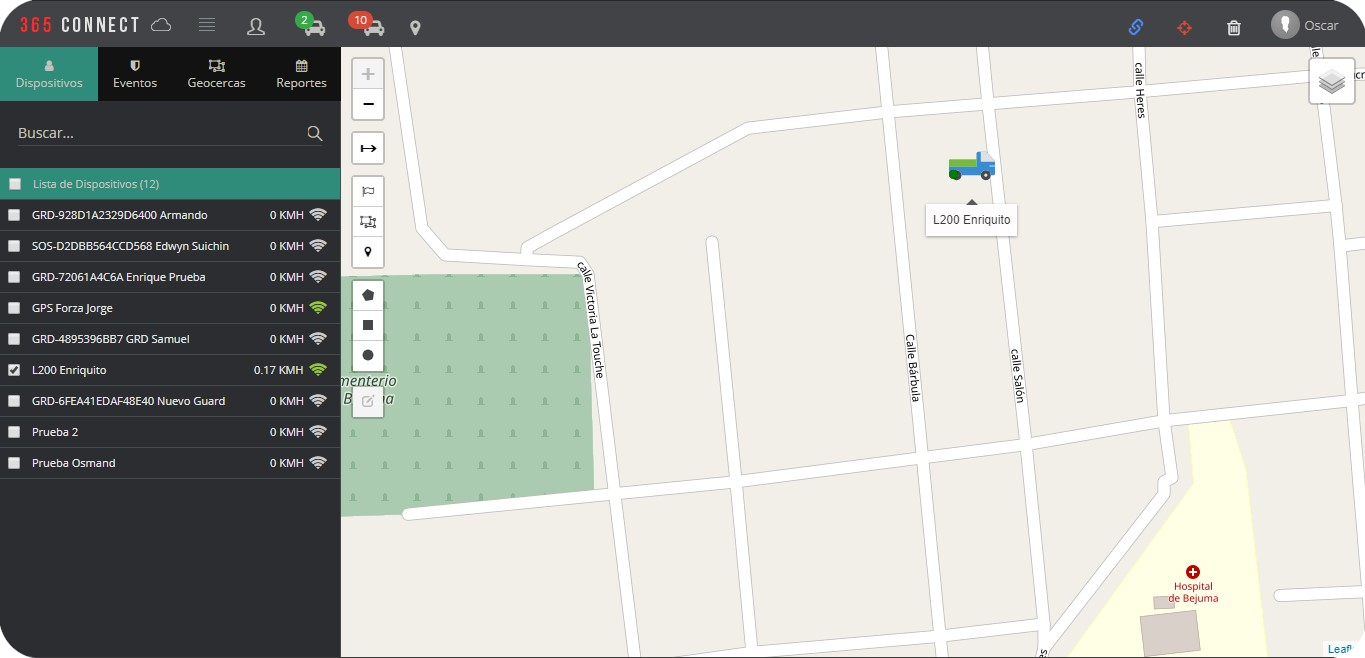 365 CONNECT
2
10
Oscar
Dispositivos
Eventos
Geocercas
Reportes
Buscar...
Lista de Dispositivos (12)
GRD-928D1A2329D6400 Armando 0 KMH
SOS-D2DBB564CCD568 Edwyn Suichin 0 KMH
GRD-72061A4C6A Enrique Prueba 0 KMH
GPS Forza Jorge 0 KMH
GRD-4895396BB7 GRD Samuel 0 KMH
L200 Enriquito 0.17 KMH
GRD-6FEA41EDAF48E40 Nuevo Guard 0 KMH
Prueba 2 0 KMH
Prueba Osmand 0 KMH
calle Heres
L200 Enriquito
calle Victoria La Touche
Calle Bárbula
calle Salón
menterio
Hospital
de Bejuma
Leafl